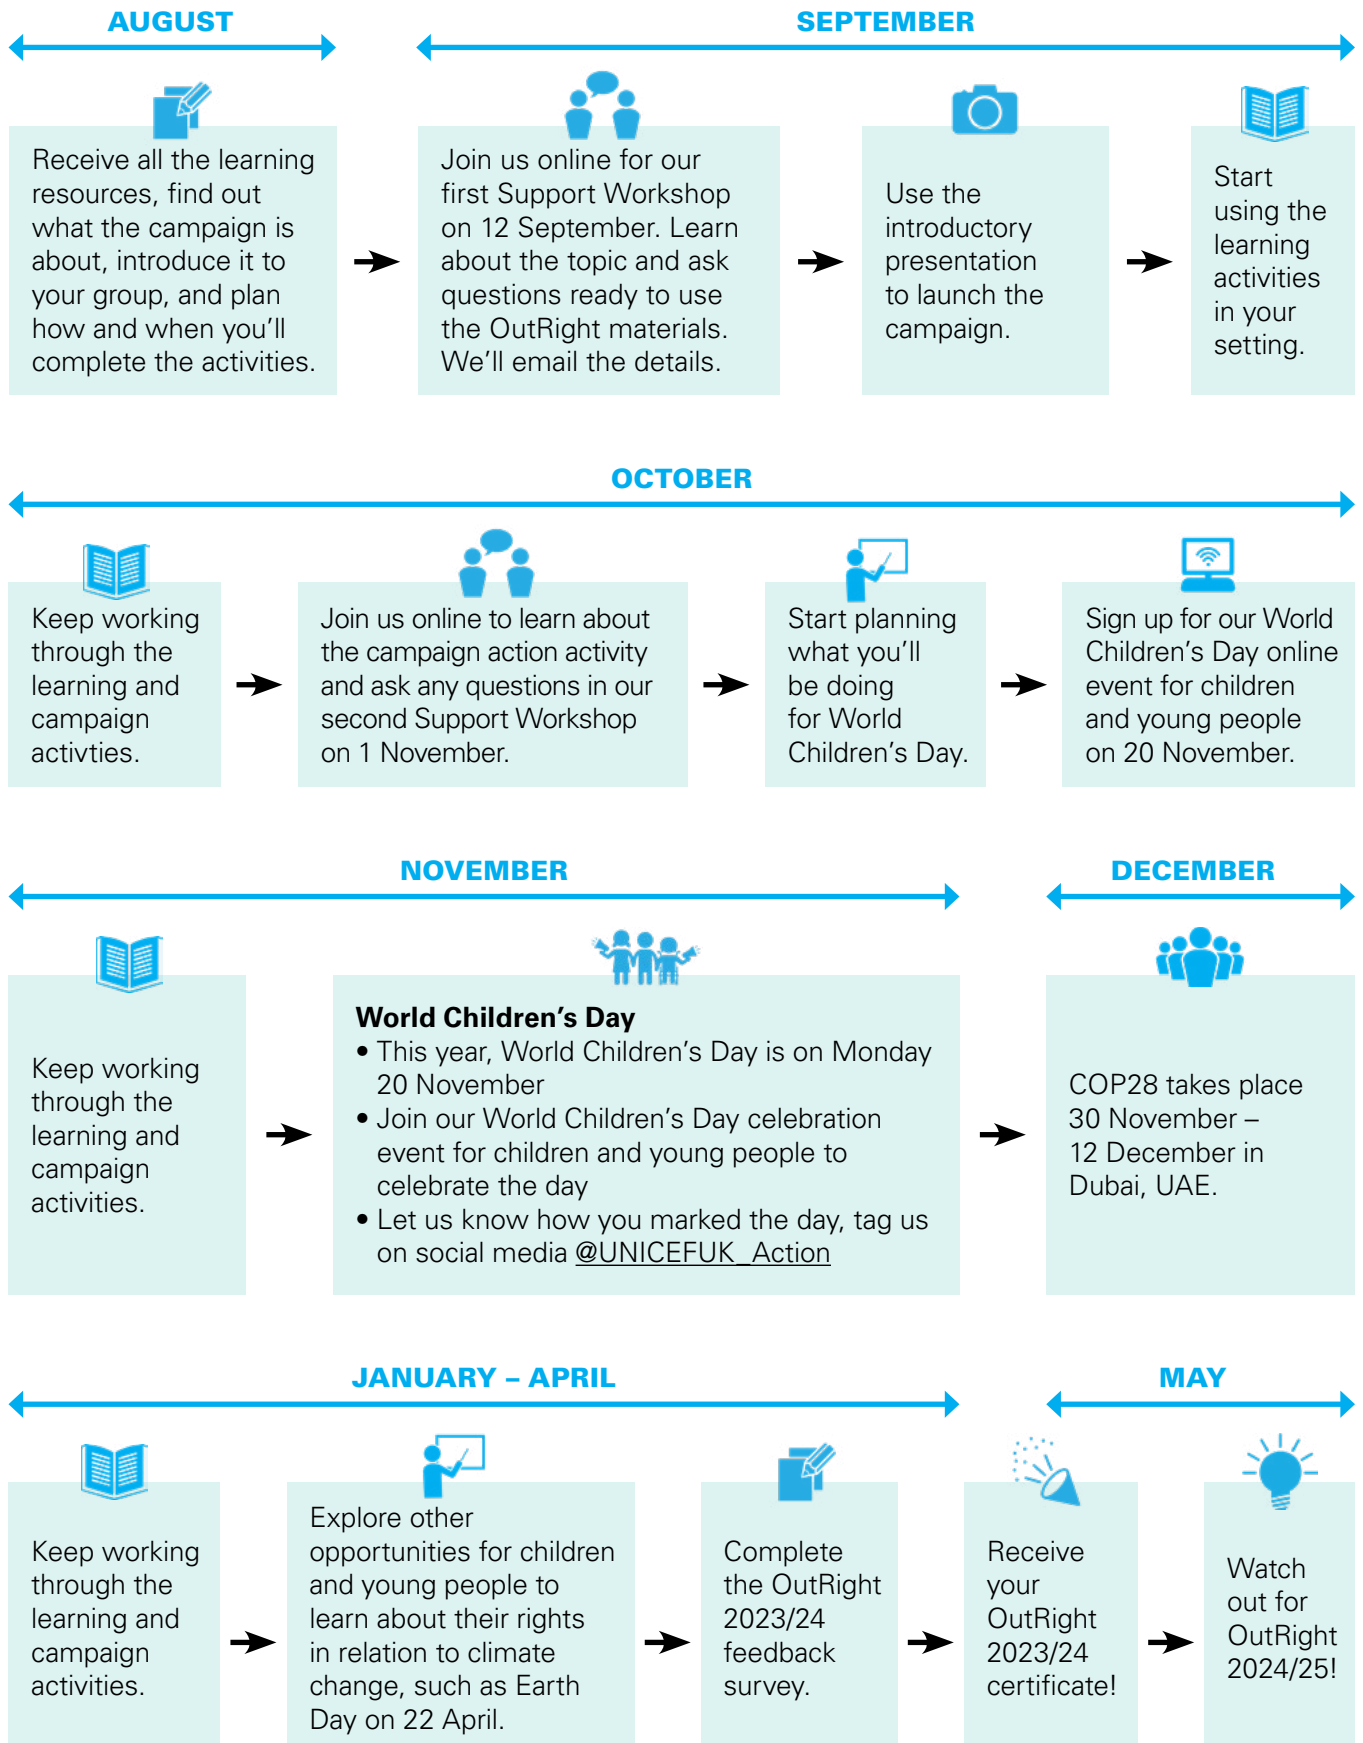 AUGUST
SEPTEMBER
Receive all the learning
resources, find out
what the campaign is
about, introduce it to
your group, and plan
how and when you'll
complete the activities.
Join us online for our
first Support Workshop
on 12 September. Learn
about the topic and ask
questions ready to use
the OutRight materials.
We'll email the details.
Use the
introductory
presentation
to launch the
campaign.
Start
using the
learning
activities
in your
setting.
OCTOBER
Keep working
through the
learning and
campaign
activties.
Join us online to learn about
the campaign action activity
and ask any questions in our
second Support Workshop
on 1 November.
Start planning
what you'll
be doing
for World
Children's Day.
Sign up for our World
Children's Day online
event for children
and young people
on 20 November.
NOVEMBER
DECEMBER
Keep working
through the
learning and
campaign
activities.
World Children's Day
• This year, World Children's Day is on Monday
20 November
• Join our World Children's Day celebration
event for children and young people to
celebrate the day
• Let us know how you marked the day, tag us
on social media @UNICEFUK_Action
COP28 takes place
30 November –
12 December in
Dubai, UAE.
JANUARY – APRIL
MAY
Keep working
through the
learning and
campaign
activities.
Explore other
opportunities for children
and young people to
learn about their rights
in relation to climate
change, such as Earth
Day on 22 April.
Complete
the OutRight
2023/24
feedback
survey.
Receive
your
OutRight
2023/24
certificate!
Watch
out for
OutRight
2024/25!